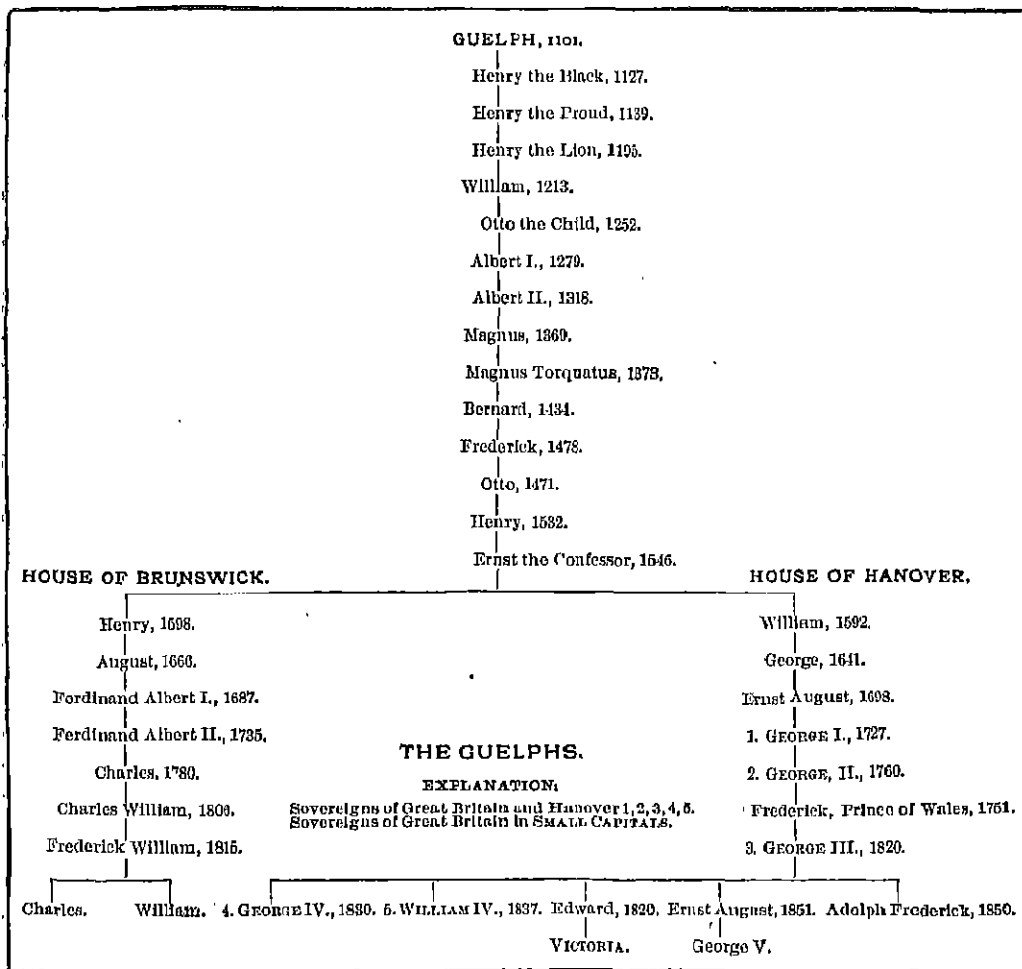 GUELPH, 1101.
Henry the Black, 1127.
Henry the Proud, 1139.
Henry the Lion, 1195.
William, 1213.
Otto the Child, 1252.
Albert I., 1279.
Albert II., 1318.
Magnus, 1369.
Magnus Torquatus, 1373.
Bernard, 1434.
Frederick, 1478.
Otto, 1471.
Henry, 1532.
Ernst the Confessor, 1546.
HOUSE OF BRUNSWICK. HOUSE OF HANOVER.
Henry, 1598. William, 1592.
August, 1666. George, 1641.
Ferdinand Albert I., 1687. Ernst August, 1698.
Ferdinand Albert II., 1735. 1. GEORGE I., 1727.
THE GUELPHS.
Charles, 1780. 2. GEORGE, II., 1760.
EXPLANATION:
Charles William, 1806. Frederick, Prince of Wales, 1751.
Sovereigns of Great Britain and Hanover 1, 2, 3, 4, 5.
Sovereigns of Great Britain in SMALL CAPITALS.
Frederick William, 1815. 3. GEORGE III., 1820.
Charles. William. 4. GEORGE IV., 1830. 5. WILLIAM IV., 1837. Edward, 1820. Ernst August, 1851. Adolph Frederick, 1850.
VICTORIA. George V.